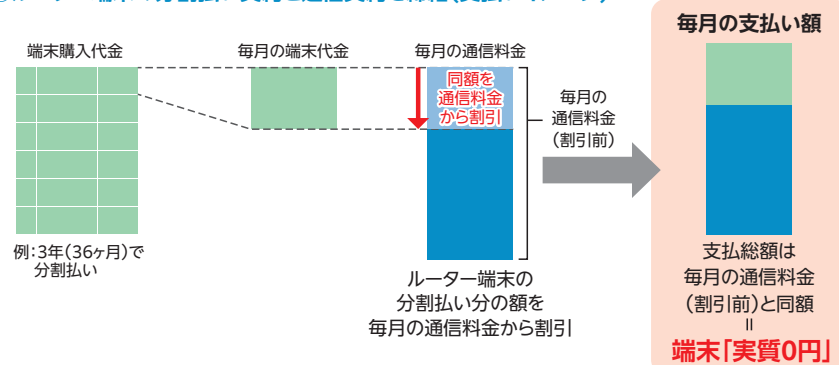 毎月の支払い額
端末購入代金
毎月の端末代金
毎月の通信料金
同額を
通信料金
から割引
毎月の
通信料金
(割引前)
例:3年(36ヶ月)で
分割払い
ルーター端末の
分割払い分の額を
毎月の通信料金から割引
支払総額は
毎月の通信料金
(割引前)と同額
=
端末「実質0円」